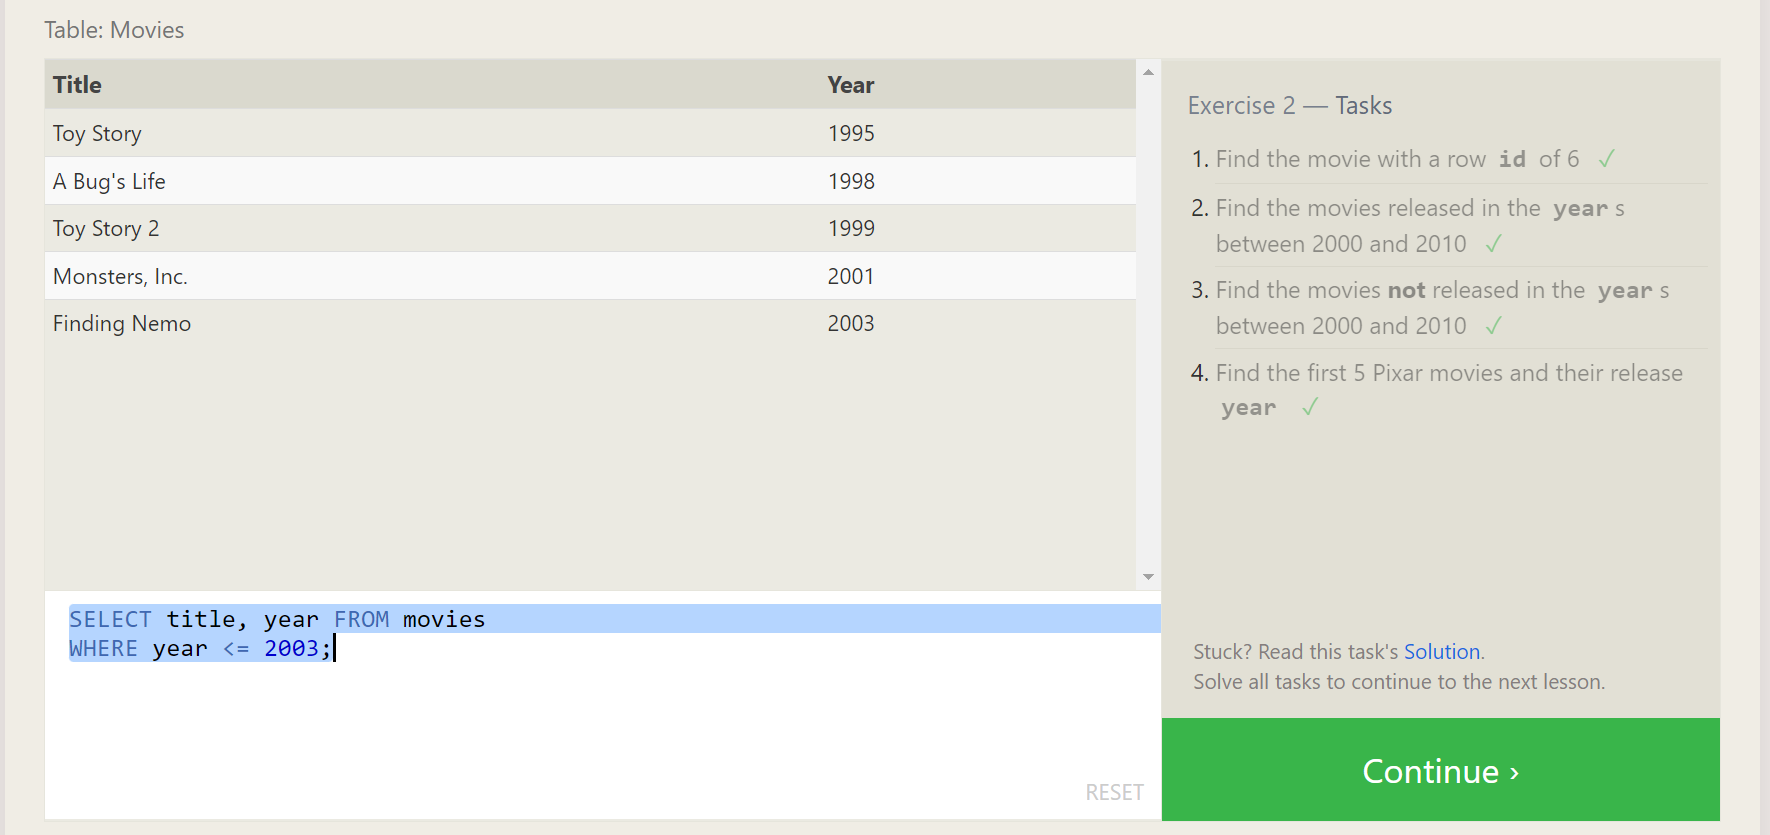 Table: Movies
Title Year
Toy Story 1995
A Bug's Life 1998
Toy Story 2 1999
Monsters, Inc. 2001
Finding Nemo 2003
SELECT title, year FROM movies
WHERE year <= 2003;
RESET
Exercise 2 — Tasks
1. Find the movie with a row id of 6 ✓
2. Find the movies released in the year s
between 2000 and 2010 ✓
3. Find the movies not released in the year s
between 2000 and 2010 ✓
4. Find the first 5 Pixar movies and their release
year ✓
Stuck? Read this task's Solution.
Solve all tasks to continue to the next lesson.
Continue ›